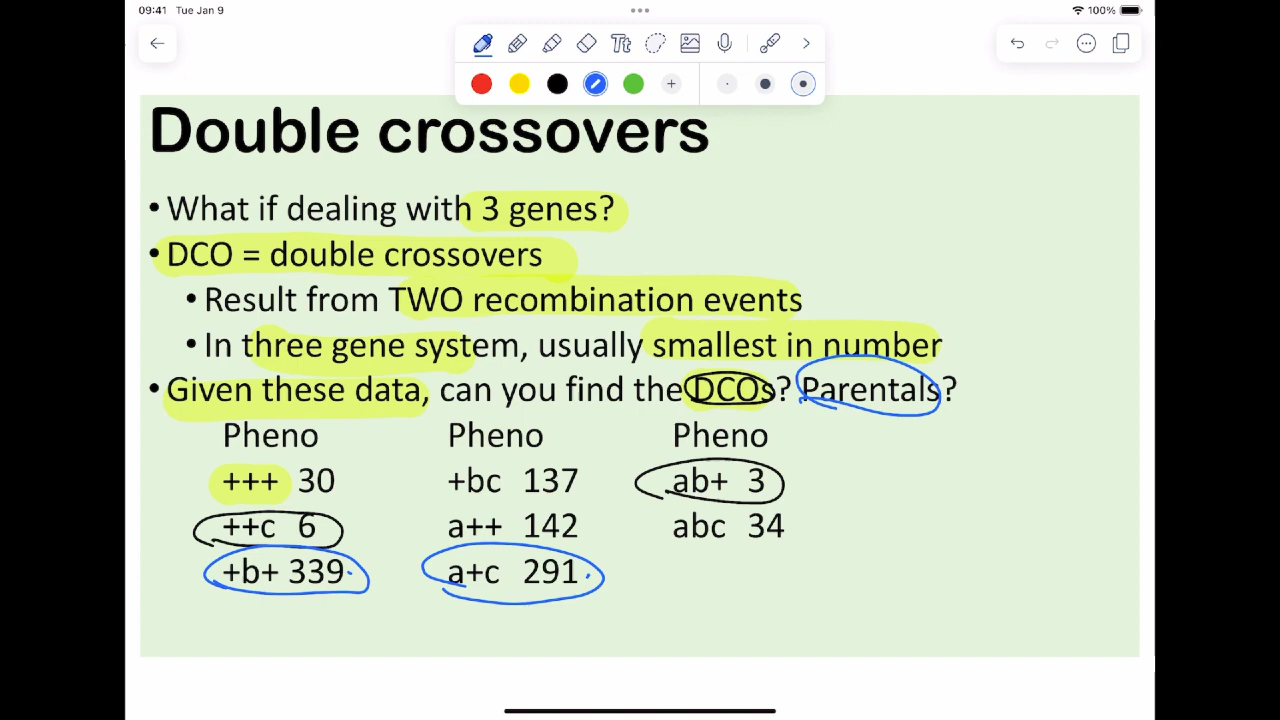 09:41 Tue Jan 9
100%
Tt
Double crossovers
• What if dealing with 3 genes?
• DCO = double crossovers
• Result from TWO recombination events
• In three gene system, usually smallest in number
• Given these data, can you find the DCOs? Parentals?
Pheno Pheno Pheno
+++ 30 +bc 137 ab+ 3
++c 6 a++ 142 abc 34
+b+ 339 a+c 291